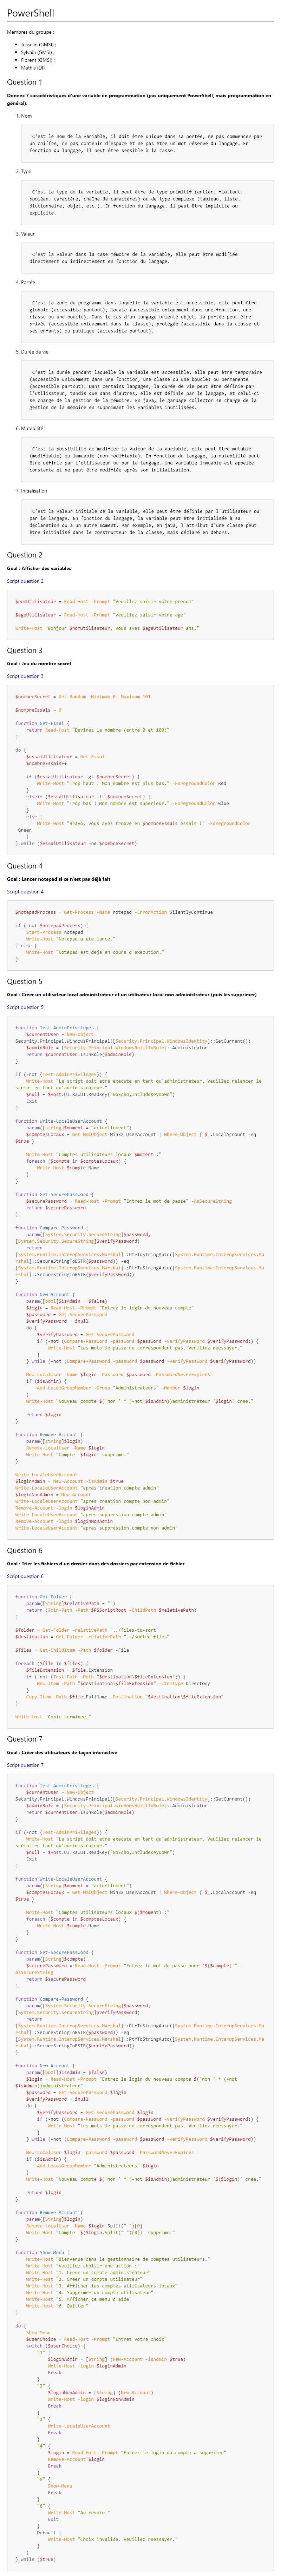 PowerShell
Membres du groupe :
Josselin (GMSI) :
Sylvain (GMSI) :
Florent (GMSI) :
Mathis (DI).
Question 1
Donnez 7 caractéristiques d'une variable en programmation (pas uniquement PowerShell, mais programmation en
général).
1. Nom
C'est le nom de la variable, il doit être unique dans sa portée, ne pas commencer par
un chiffre, ne pas contenir d'espace et ne pas être un mot réservé du langage. En
fonction du langage, il peut être sensible à la casse.
2. Type
C'est le type de la variable, il peut être de type primitif (entier, flottant,
booléen, caractère, chaîne de caractères) ou de type complexe (tableau, liste,
dictionnaire, objet, etc.). En fonction du langage, il peut être implicite ou
explicite.
3. Valeur
C'est la valeur dans la case mémoire de la variable, elle peut être modifiée
directement ou indirectement en fonction du langage.
4. Portée
C'est la zone du programme dans laquelle la variable est accessible, elle peut être
globale (accessible partout), locale (accessible uniquement dans une fonction, une
classe ou une boucle). Dans le cas d'un langage orienté objet, la portée peut être
privée (accessible uniquement dans la classe), protégée (accessible dans la classe et
ses enfants) ou publique (accessible partout).
5. Durée de vie
C'est la durée pendant laquelle la variable est accessible, elle peut être temporaire
(accessible uniquement dans une fonction, une classe ou une boucle) ou permanente
(accessible partout). Dans certains langages, la durée de vie peut être définie par
l'utilisateur, tandis que dans d'autres, elle est définie par le langage, et celui-ci
se charge de la gestion de la mémoire. En java, le garbage collector se charge de la
gestion de la mémoire en supprimant les variables inutilisées.
6. Mutabilité
C'est la possibilité de modifier la valeur de la variable, elle peut être mutable
(modifiable) ou immuable (non modifiable). En fonction du langage, la mutabilité peut
être définie par l'utilisateur ou par le langage. Une variable immuable est appelée
constante et ne peut être modifiée après son initialisation.
7. Initialisation
C'est la valeur initiale de la variable, elle peut être définie par l'utilisateur ou
par le langage. En fonction du langage, la variable peut être initialisée à sa
déclaration ou à un autre moment. Par exemple, en java, l'attribut d'une classe peut
être initialisé dans le constructeur de la classe, mais déclaré en dehors.
Question 2
Goal : Afficher des variables
Script question 2
$nomUtilisateur = Read-Host -Prompt "Veuillez saisir votre prenom"
$ageUtilisateur = Read-Host -Prompt "Veuillez saisir votre age"
Write-Host "Bonjour $nomUtilisateur, vous avez $ageUtilisateur ans."
Question 3
Goal : Jeu du nombre secret
Script question 3
$nombreSecret = Get-Random -Minimum 0 -Maximum 101
$nombreEssais = 0
function Get-Essai {
return Read-Host "Devinez le nombre (entre 0 et 100)"
}
do {
$essaiUtilisateur = Get-Essai
$nombreEssais++
if ($essaiUtilisateur -gt $nombreSecret) {
Write-Host "Trop haut ! Mon nombre est plus bas." -ForegroundColor Red
}
elseif ($essaiUtilisateur -lt $nombreSecret) {
Write-Host "Trop bas ! Mon nombre est superieur." -ForegroundColor Blue
}
else {
Write-Host "Bravo, vous avez trouve en $nombreEssais essais !" -ForegroundColor
Green
}
} while ($essaiUtilisateur -ne $nombreSecret)
Question 4
Goal : Lancer notepad si ce n'est pas déjà fait
Script question 4
$notepadProcess = Get-Process -Name notepad -ErrorAction SilentlyContinue
if (-not $notepadProcess) {
Start-Process notepad
Write-Host "Notepad a ete lance."
} else {
Write-Host "Notepad est deja en cours d'execution."
}
Question 5
Goal : Créer un utilisateur local administrateur et un utilisateur local non administrateur (puis les supprimer)
Script question 5
function Test-AdminPrivileges {
$currentUser = New-Object
Security.Principal.WindowsPrincipal([Security.Principal.WindowsIdentity]::GetCurrent())
$adminRole = [Security.Principal.WindowsBuiltInRole]::Administrator
return $currentUser.IsInRole($adminRole)
}
if (-not (Test-AdminPrivileges)) {
Write-Host "Le script doit etre execute en tant qu'administrateur. Veuillez relancer le
script en tant qu'administrateur."
$null = $Host.UI.RawUI.ReadKey("NoEcho,IncludeKeyDown")
Exit
}
function Write-LocaleUserAccount {
param([string]$moment = "actuellement")
$comptesLocaux = Get-WmiObject Win32_UserAccount | Where-Object { $_.LocalAccount -eq
$true }
Write-Host "Comptes utilisateurs locaux $moment :"
foreach ($compte in $comptesLocaux) {
Write-Host $compte.Name
}
}
function Get-SecurePassword {
$securePassword = Read-Host -Prompt "Entrez le mot de passe" -AsSecureString
return $securePassword
}
function Compare-Password {
param([System.Security.SecureString]$password,
[System.Security.SecureString]$verifyPassword)
return
[System.Runtime.InteropServices.Marshal]::PtrToStringAuto([System.Runtime.InteropServices.Ma
rshal]::SecureStringToBSTR($password)) -eq
[System.Runtime.InteropServices.Marshal]::PtrToStringAuto([System.Runtime.InteropServices.Ma
rshal]::SecureStringToBSTR($verifyPassword))
}
function New-Account {
param([bool]$isAdmin = $false)
$login = Read-Host -Prompt "Entrez le login du nouveau compte"
$password = Get-SecurePassword
$verifyPassword = $null
do {
$verifyPassword = Get-SecurePassword
if (-not (Compare-Password -password $password -verifyPassword $verifyPassword)) {
Write-Host "Les mots de passe ne correspondent pas. Veuillez reessayer."
}
} while (-not (Compare-Password -password $password -verifyPassword $verifyPassword))
New-LocalUser -Name $login -Password $password -PasswordNeverExpires
if ($isAdmin) {
Add-LocalGroupMember -Group "Administrateurs" -Member $login
}
Write-Host "Nouveau compte $('non ' * (-not $isAdmin))administrateur '$login' cree."
return $login
}
function Remove-Account {
param([string]$login)
Remove-LocalUser -Name $login
Write-Host "Compte '$login' supprime."
}
Write-LocaleUserAccount
$loginAdmin = New-Account -isAdmin $true
Write-LocaleUserAccount "apres creation compte admin"
$loginNonAdmin = New-Account
Write-LocaleUserAccount "apres creation compte non admin"
Remove-Account -login $loginAdmin
Write-LocaleUserAccount "apres suppression compte admin"
Remove-Account -login $loginNonAdmin
Write-LocaleUserAccount "apres suppression compte non admin"
Question 6
Goal : Trier les fichiers d'un dossier dans des dossiers par extension de fichier
Script question 6
function Get-Folder {
param([String]$relativePath = "")
return (Join-Path -Path $PSScriptRoot -ChildPath $relativePath)
}
$folder = Get-Folder -relativePath "../files-to-sort"
$destination = Get-Folder -relativePath "../sorted-files"
$files = Get-ChildItem -Path $folder -File
foreach ($file in $files) {
$fileExtension = $file.Extension
if (-not (Test-Path -Path "$destination\$fileExtension")) {
New-Item -Path "$destination\$fileExtension" -ItemType Directory
}
Copy-Item -Path $file.FullName -Destination "$destination\$fileExtension"
}
Write-Host "Copie terminee."
Question 7
Goal : Créer des utilisateurs de façon interactive
Script question 7
function Test-AdminPrivileges {
$currentUser = New-Object
Security.Principal.WindowsPrincipal([Security.Principal.WindowsIdentity]::GetCurrent())
$adminRole = [Security.Principal.WindowsBuiltInRole]::Administrator
return $currentUser.IsInRole($adminRole)
}
if (-not (Test-AdminPrivileges)) {
Write-Host "Le script doit etre execute en tant qu'administrateur. Veuillez relancer le
script en tant qu'administrateur."
$null = $Host.UI.RawUI.ReadKey("NoEcho,IncludeKeyDown")
Exit
}
function Write-LocaleUserAccount {
param([String]$moment = "actuellement")
$comptesLocaux = Get-WmiObject Win32_UserAccount | Where-Object { $_.LocalAccount -eq
$true }
Write-Host "Comptes utilisateurs locaux $($moment) :"
foreach ($compte in $comptesLocaux) {
Write-Host $compte.Name
}
}
function Get-SecurePassword {
param([String]$compte)
$securePassword = Read-Host -Prompt "Entrez le mot de passe pour '$($compte)'" -
AsSecureString
return $securePassword
}
function Compare-Password {
param([System.Security.SecureString]$password,
[System.Security.SecureString]$verifyPassword)
return
[System.Runtime.InteropServices.Marshal]::PtrToStringAuto([System.Runtime.InteropServices.Ma
rshal]::SecureStringToBSTR($password)) -eq
[System.Runtime.InteropServices.Marshal]::PtrToStringAuto([System.Runtime.InteropServices.Ma
rshal]::SecureStringToBSTR($verifyPassword))
}
function New-Account {
param([bool]$isAdmin = $false)
$login = Read-Host -Prompt "Entrez le login du nouveau compte $('non ' * (-not
$isAdmin))administrateur"
$password = Get-SecurePassword $login
$verifyPassword = $null
do {
$verifyPassword = Get-SecurePassword $login
if (-not (Compare-Password -password $password -verifyPassword $verifyPassword)) {
Write-Host "Les mots de passe ne correspondent pas. Veuillez reessayer."
}
} while (-not (Compare-Password -password $password -verifyPassword $verifyPassword))
New-LocalUser $login -password $password -PasswordNeverExpires
if ($isAdmin) {
Add-LocalGroupMember "Administrateurs" $login
}
Write-Host "Nouveau compte $('non ' * (-not $isAdmin))administrateur '$($login)' cree."
return $login
}
function Remove-Account {
param([String]$login)
Remove-LocalUser -Name $login.Split(" ")[0]
Write-Host "Compte '$($login.Split(" ")[0])' supprime."
}
function Show-Menu {
Write-Host "Bienvenue dans le gestionnaire de comptes utilisateurs."
Write-Host "Veuillez choisir une action :"
Write-Host "1. Creer un compte administrateur"
Write-Host "2. Creer un compte utilisateur"
Write-Host "3. Afficher les comptes utilisateurs locaux"
Write-Host "4. Supprimer un compte utilisateur"
Write-Host "5. Afficher ce menu d'aide"
Write-Host "6. Quitter"
}
do {
Show-Menu
$userChoice = Read-Host -Prompt "Entrez votre choix"
switch ($userChoice) {
"1" {
$loginAdmin = [String] (New-Account -isAdmin $true)
Write-Host -login $loginAdmin
Break
}
"2" {
$loginNonAdmin = [String] (New-Account)
Write-Host -login $loginNonAdmin
Break
}
"3" {
Write-LocaleUserAccount
Break
}
"4" {
$login = Read-Host -Prompt "Entrez le login du compte a supprimer"
Remove-Account $login
Break
}
"5" {
Show-Menu
Break
}
"6" {
Write-Host "Au revoir."
Exit
}
Default {
Write-Host "Choix invalide. Veuillez reessayer."
}
}
} while ($true)